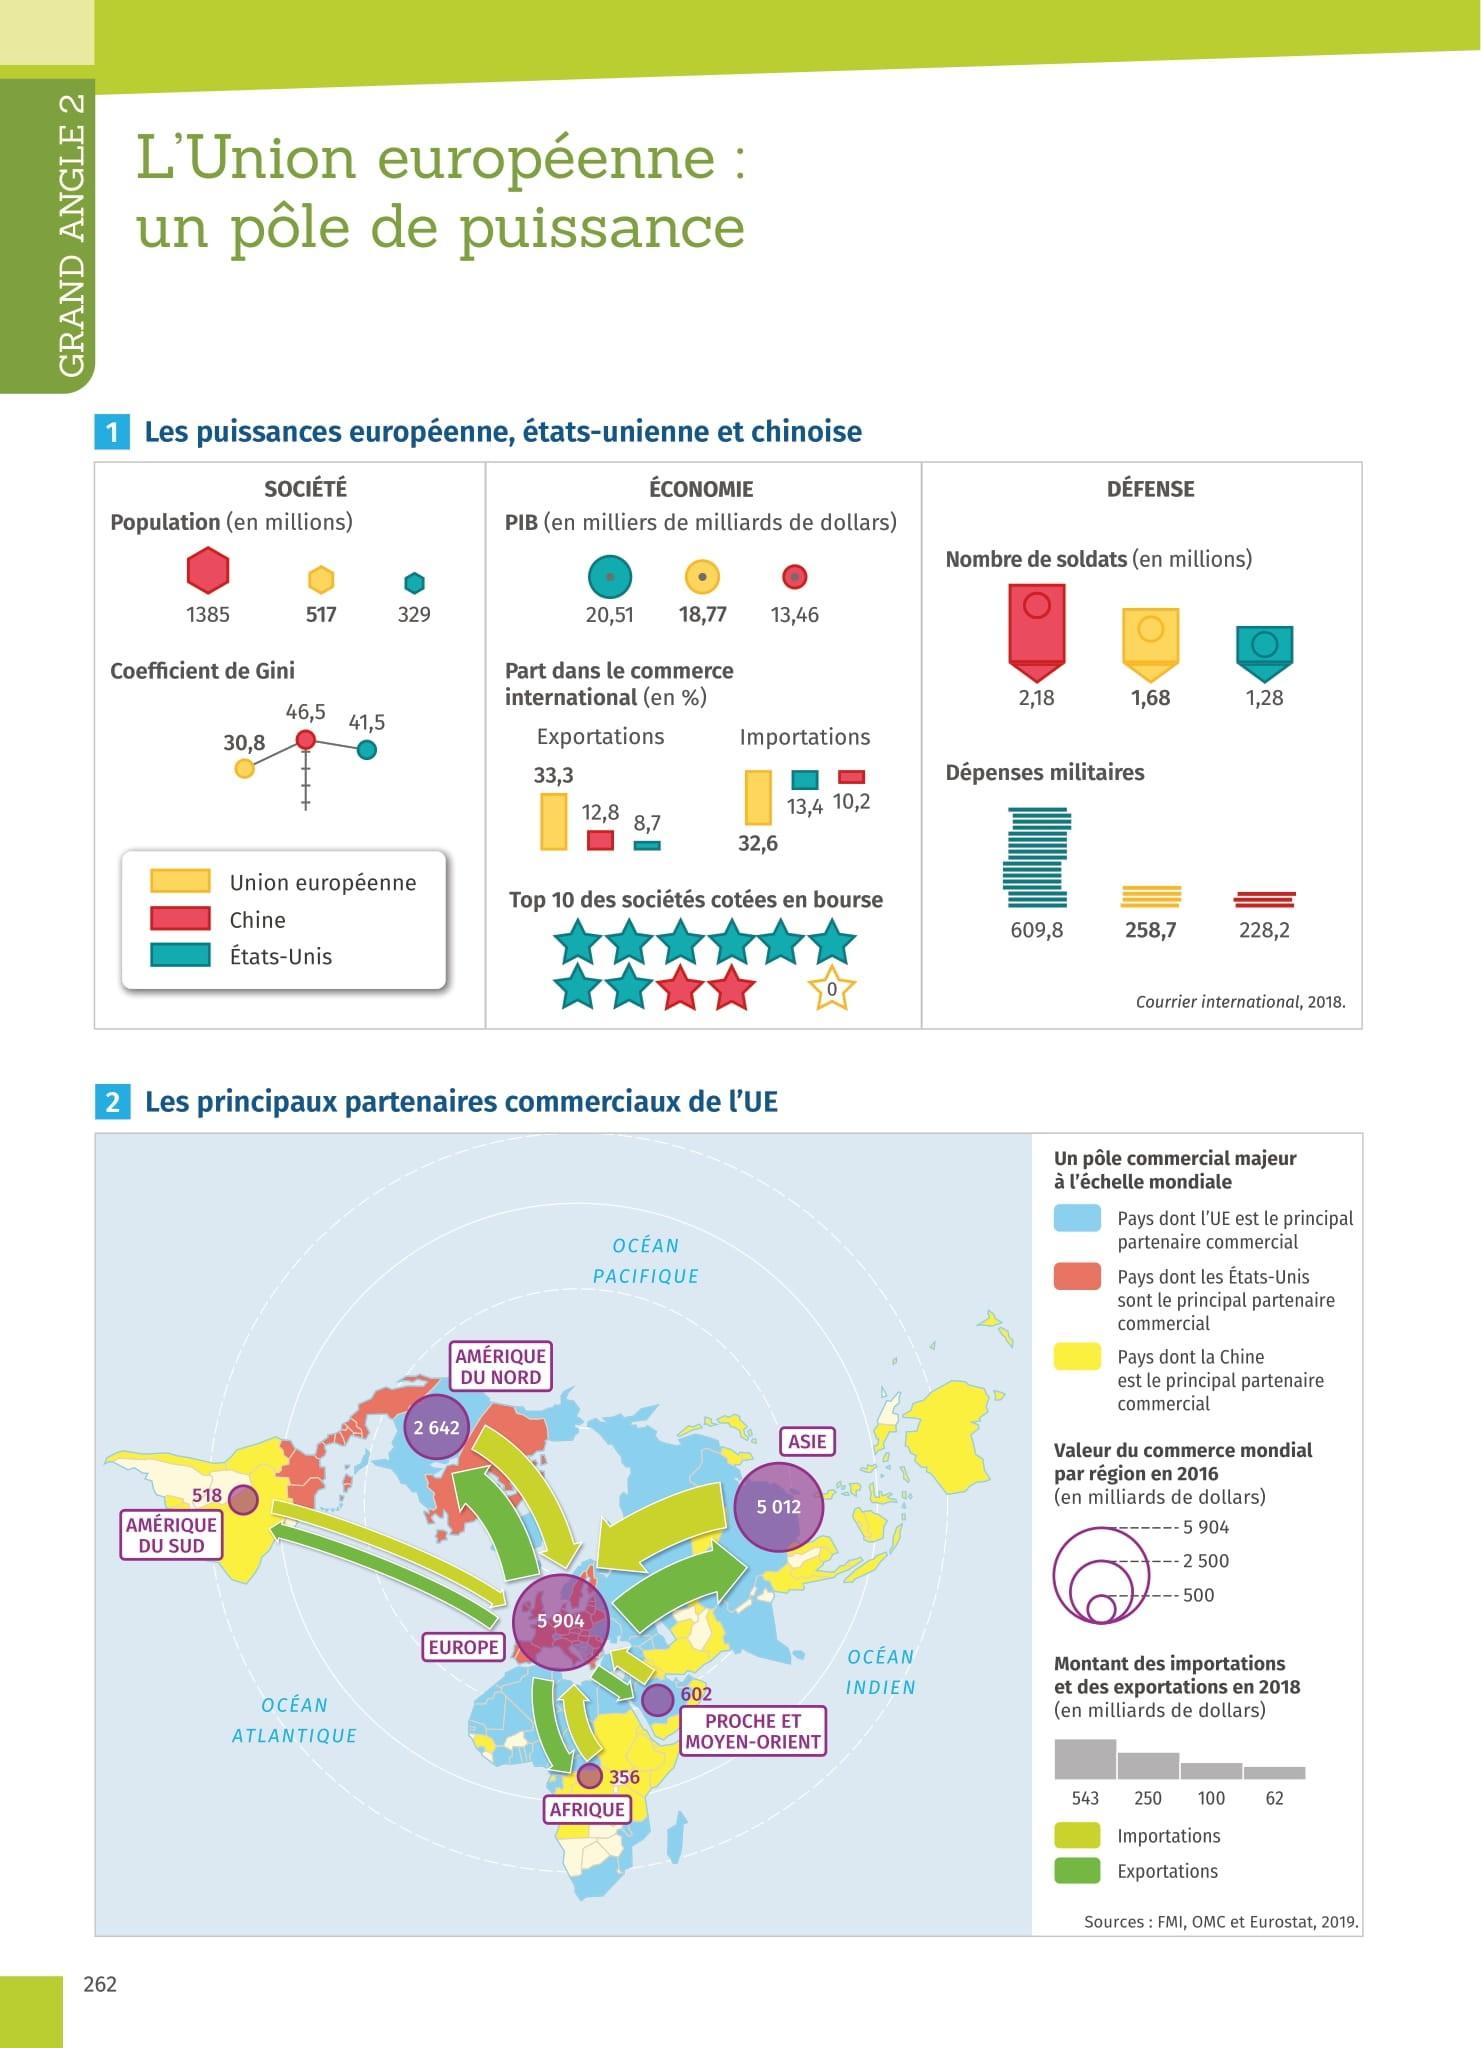 GRAND ANGLE 2
L'Union européenne :
un pôle de puissance
1 Les puissances européenne, états-unienne et chinoise
SOCIÉTÉ
Population (en millions)
1385 517 329
Coefficient de Gini
30,8 46,5 41,5
Union européenne
Chine
États-Unis
ÉCONOMIE
PIB (en milliers de milliards de dollars)
20,51 18,77 13,46
Part dans le commerce
international (en %)
Exportations
33,3 12,8 8,7
Importations
32,6 13,4 10,2
Top 10 des sociétés cotées en bourse
0
DÉFENSE
Nombre de soldats (en millions)
2,18 1,68 1,28
Dépenses militaires
609,8 258,7 228,2
Courrier international, 2018.
2 Les principaux partenaires commerciaux de l'UE
OCÉAN
PACIFIQUE
AMÉRIQUE
DU NORD
2 642
ASIE
5 012
518
AMÉRIQUE
DU SUD
5 904
EUROPE
OCÉAN
INDIEN
OCÉAN
ATLANTIQUE
602
PROCHE ET
MOYEN-ORIENT
356
AFRIQUE
Un pôle commercial majeur
à l'échelle mondiale
Pays dont l'UE est le principal
partenaire commercial
Pays dont les États-Unis
sont le principal partenaire
commercial
Pays dont la Chine
est le principal partenaire
commercial
Valeur du commerce mondial
par région en 2016
(en milliards de dollars)
5 904
2 500
500
Montant des importations
et des exportations en 2018
(en milliards de dollars)
543 250 100 62
Importations
Exportations
Sources : FMI, OMC et Eurostat, 2019.
262